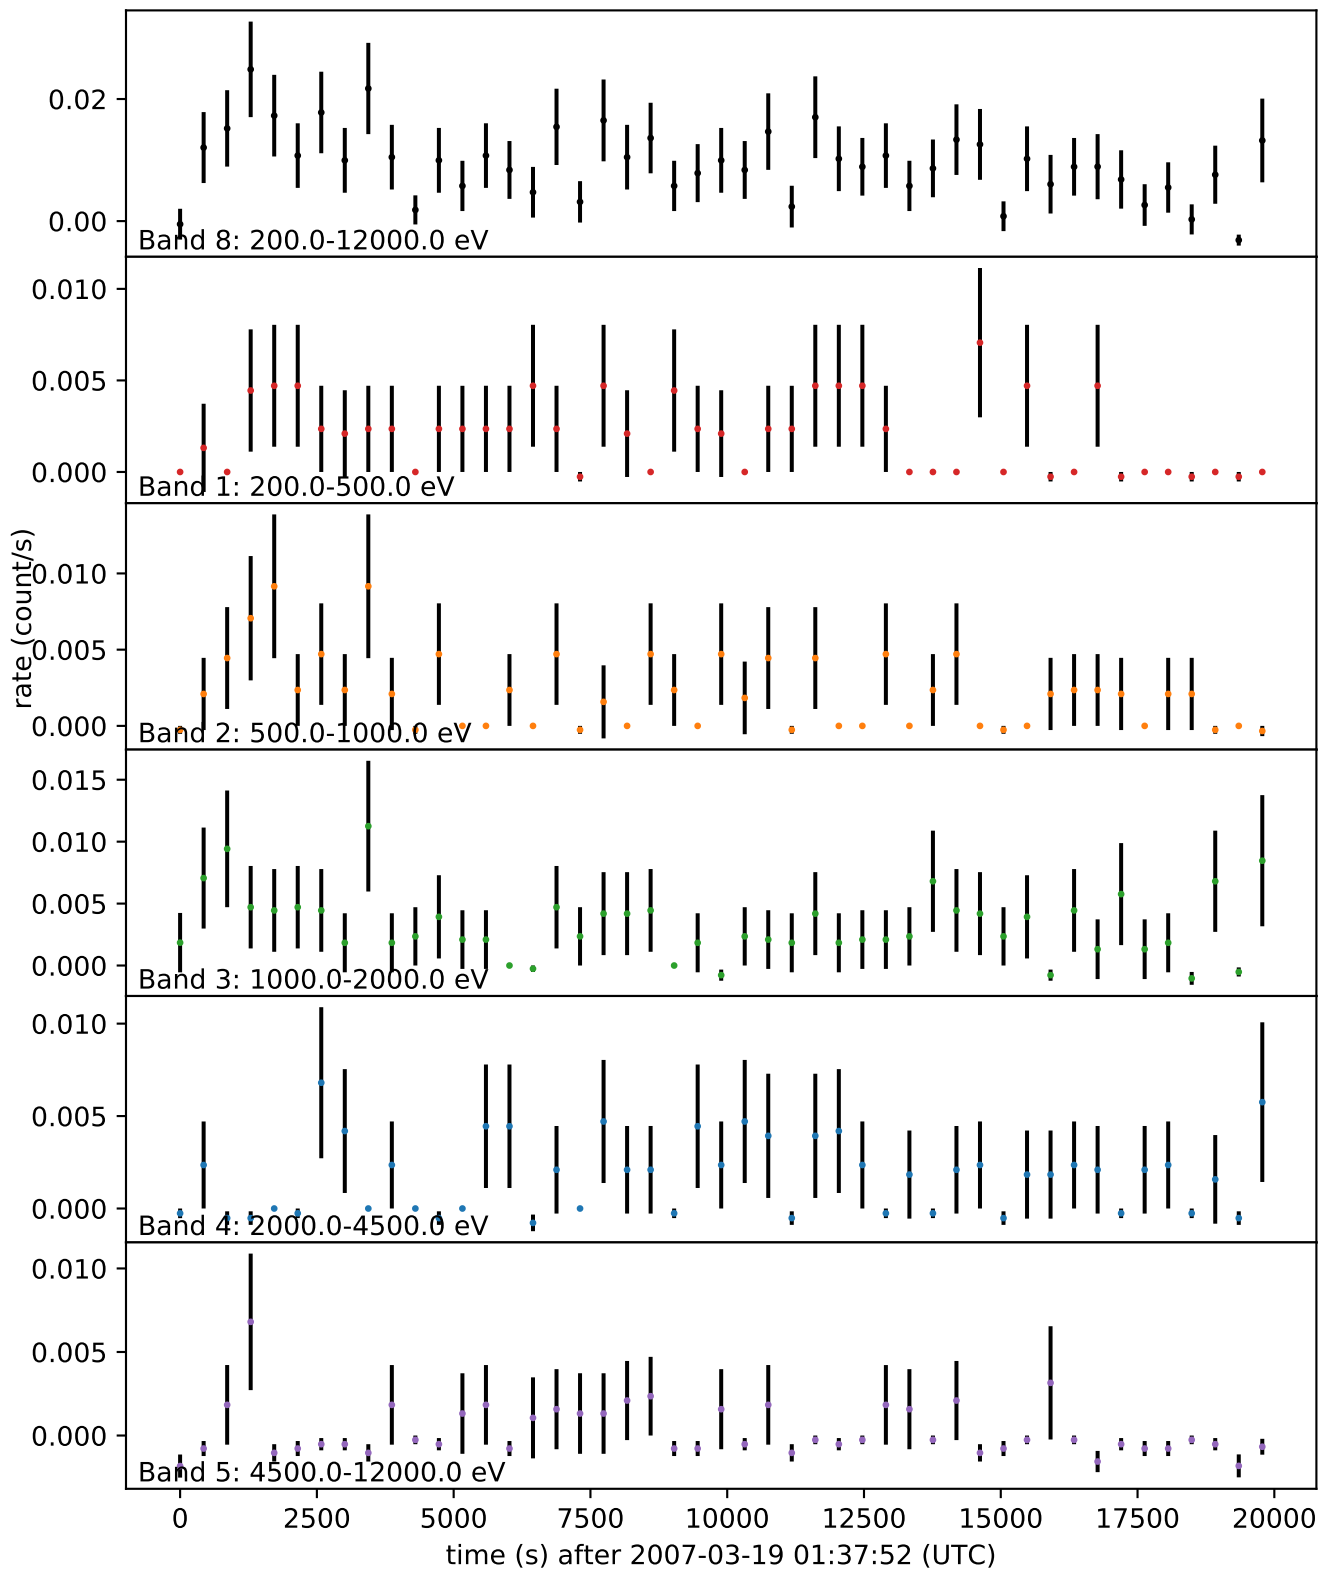 0.02
0.00
Band 8: 200.0-12000.0 eV
0.010
0.005
0.000
Band 1: 200.0-500.0 eV
rate (count/s)
0.010
0.005
0.000
Band 2: 500.0-1000.0 eV
0.015
0.010
0.005
0.000
Band 3: 1000.0-2000.0 eV
0.010
0.005
0.000
Band 4: 2000.0-4500.0 eV
0.010
0.005
0.000
Band 5: 4500.0-12000.0 eV
0 2500 5000 7500 10000 12500 15000 17500 20000
time (s) after 2007-03-19 01:37:52 (UTC)